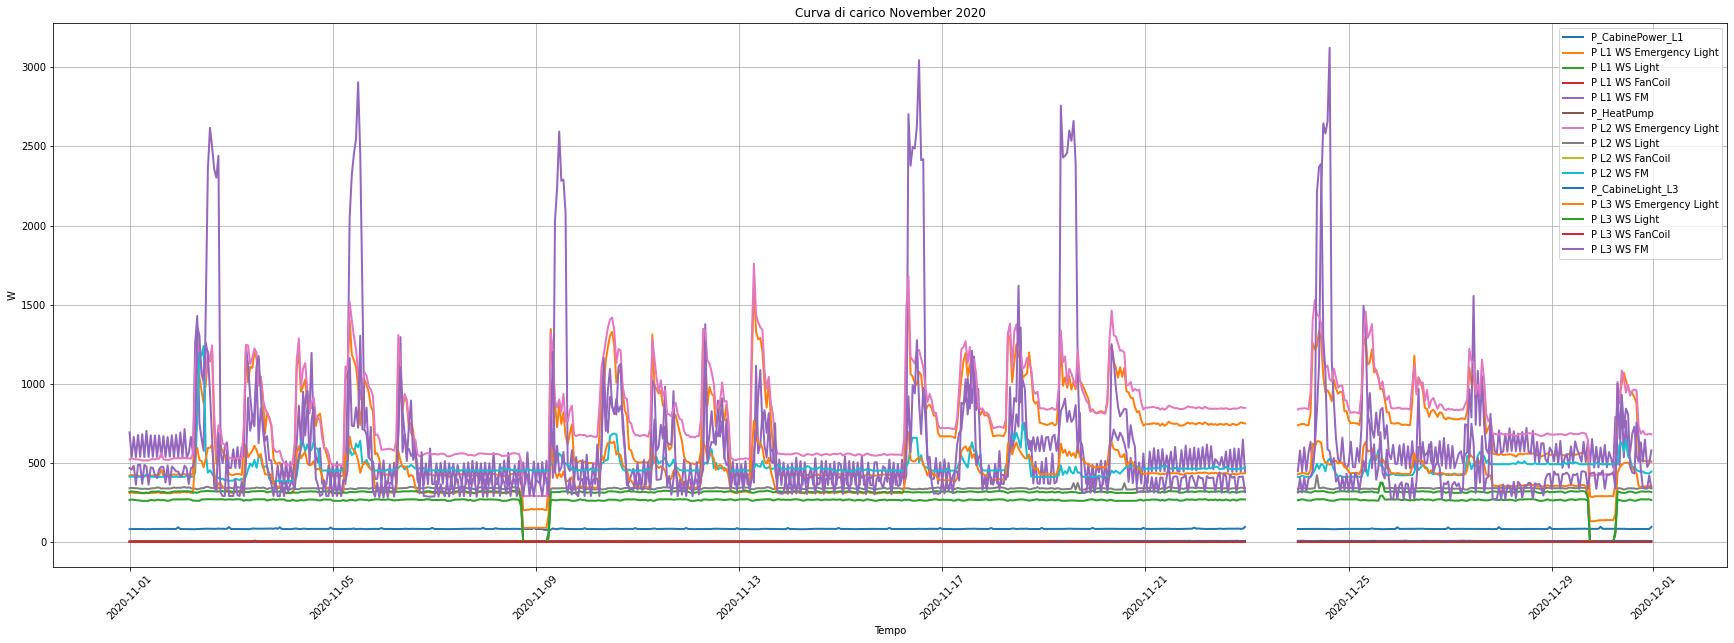 Curva di carico November 2020
W
3000
2500
2000
1500
1000
500
0
P_CabinePower_L1
P L1 WS Emergency Light
P L1 WS Light
P L1 WS FanCoil
P L1 WS FM
P_HeatPump
P L2 WS Emergency Light
P L2 WS Light
P L2 WS FanCoil
P L2 WS FM
P_CabineLight_L3
P L3 WS Emergency Light
P L3 WS Light
P L3 WS FanCoil
P L3 WS FM
2020-11-01
2020-11-05
2020-11-09
2020-11-13
2020-11-17
2020-11-21
2020-11-25
2020-11-29
2020-12-01
Tempo